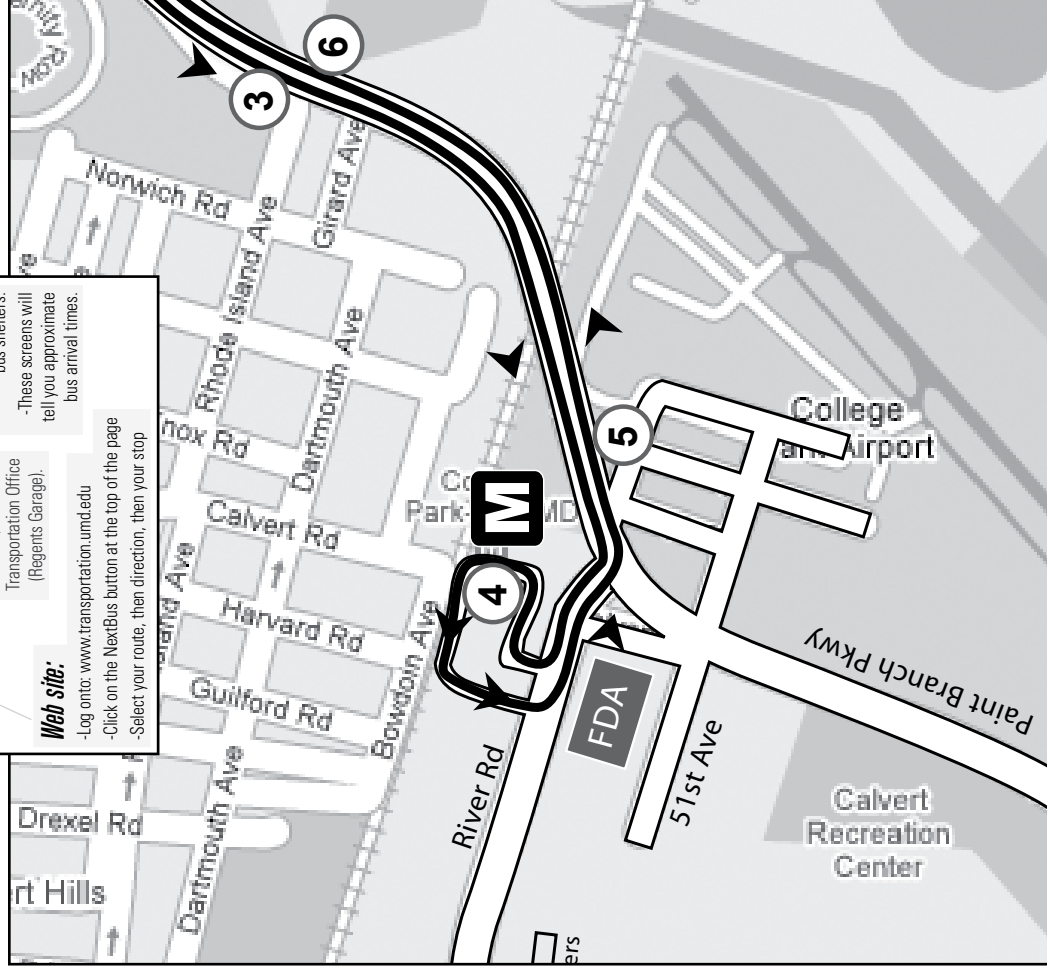 Norwich Rd
Rhode Island Ave
Girard Ave
Dartmouth Ave
Calvert Rd
Harvard Rd
Guilford Rd
Bowdoin Ave
Drexel Rd
Dartmouth Ave
rt Hills
3
6
5
4
M
College
Airport
River Rd
FDA
51st Ave
Paint Branch Pkwy
Calvert
Recreation
Center
ers
-These screens will
tell you approximate
bus arrival times.
Transportation Office
(Regents Garage).
Web site:
-Log onto: www.transportation.umd.edu
-Click on the NextBus button at the top of the page
-Select your route, then direction, then your stop